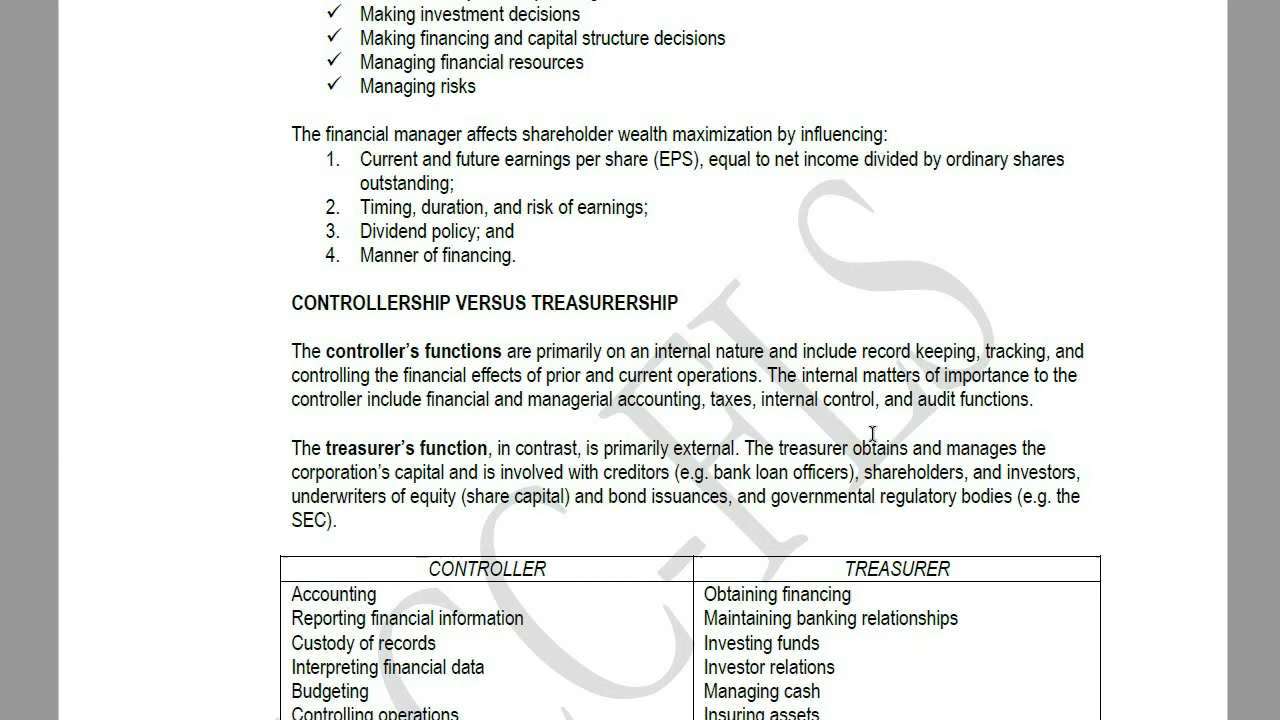 ✓ Making investment decisions
✓ Making financing and capital structure decisions
✓ Managing financial resources
✓ Managing risks
The financial manager affects shareholder wealth maximization by influencing:
1. Current and future earnings per share (EPS), equal to net income divided by ordinary shares
outstanding;
2. Timing, duration, and risk of earnings;
3. Dividend policy; and
4. Manner of financing.
CONTROLLERSHIP VERSUS TREASURERSHIP
The controller's functions are primarily on an internal nature and include record keeping, tracking, and
controlling the financial effects of prior and current operations. The internal matters of importance to the
controller include financial and managerial accounting, taxes, internal control, and audit functions.
The treasurer's function, in contrast, is primarily external. The treasurer obtains and manages the
corporation's capital and is involved with creditors (e.g. bank loan officers), shareholders, and investors,
underwriters of equity (share capital) and bond issuances, and governmental regulatory bodies (e.g. the
SEC).
CONTROLLER TREASURER
Accounting Obtaining financing
Reporting financial information Maintaining banking relationships
Custody of records Investing funds
Interpreting financial data Investor relations
Budgeting Managing cash
Controlling operations Insuring assets